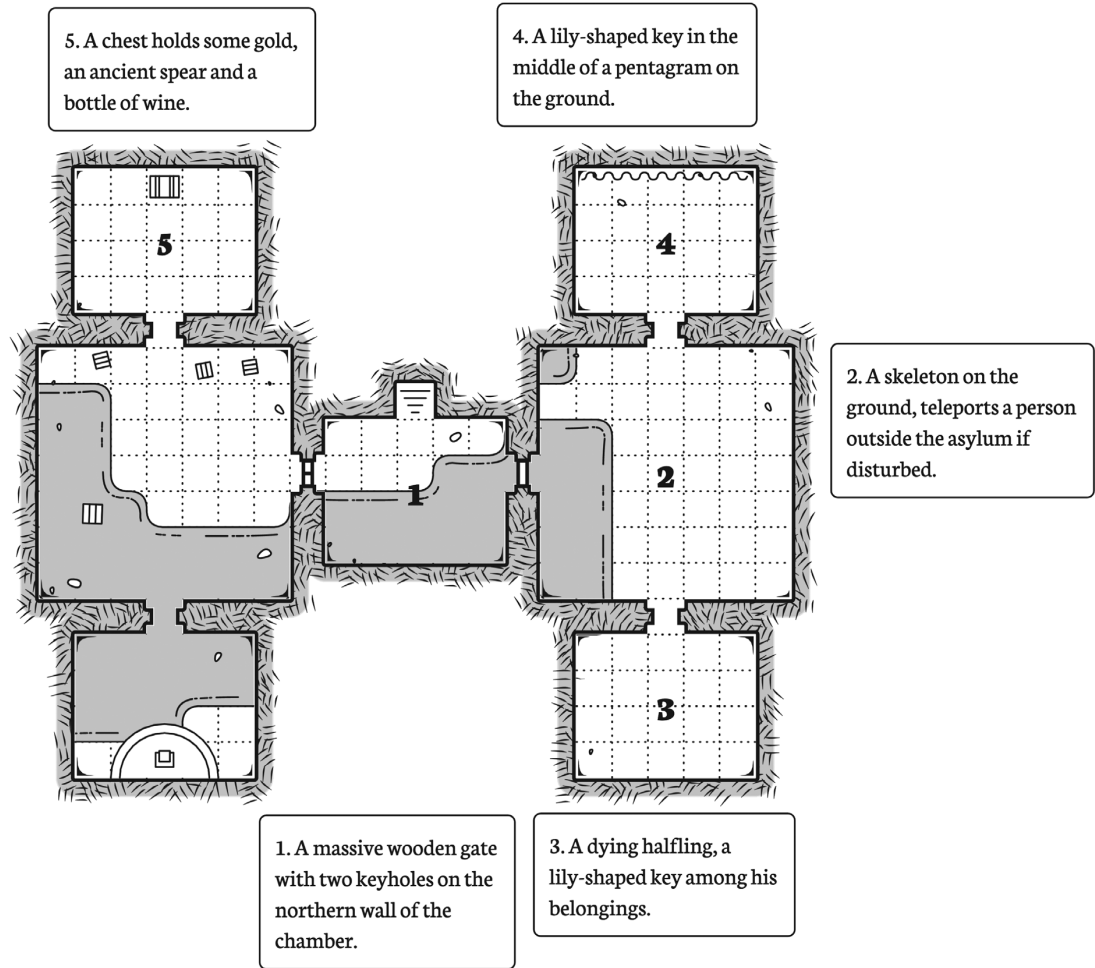 5. A chest holds some gold,
an ancient spear and a
bottle of wine.
4. A lily-shaped key in the
middle of a pentagram on
the ground.
5
4
2. A skeleton on the
ground, teleports a person
outside the asylum if
disturbed.
2
1
3
1. A massive wooden gate
with two keyholes on the
northern wall of the
chamber.
3. A dying halfling, a
lily-shaped key among his
belongings.